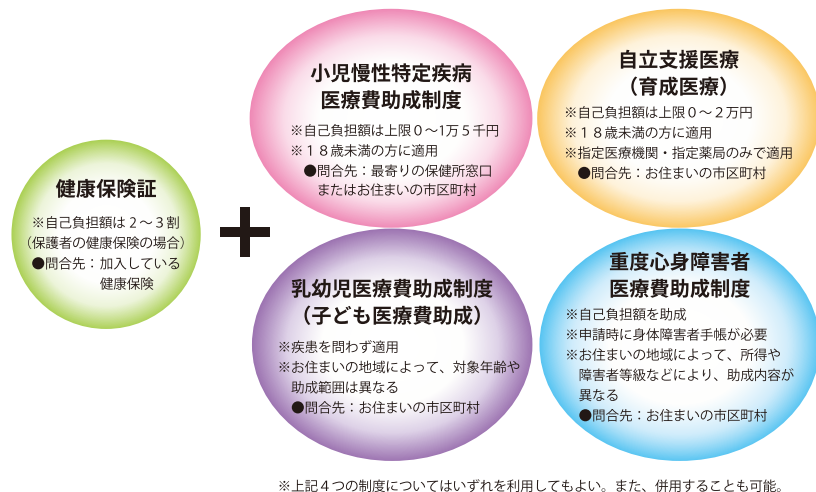 健康保険証
※自己負担額は２〜３割
（保護者の健康保険の場合）
●問合先：加入している
健康保険
＋
小児慢性特定疾病
医療費助成制度
※自己負担額は上限０〜1万５千円
※１８歳未満の方に適用
●問合先：最寄りの保健所窓口
またはお住まいの市区町村
自立支援医療
（育成医療）
※自己負担額は上限０〜２万円
※１８歳未満の方に適用
※指定医療機関・指定薬局のみで適用
●問合先：お住まいの市区町村
乳幼児医療費助成制度
（子ども医療費助成）
※疾患を問わず適用
※お住まいの地域によって、対象年齢や
助成範囲は異なる
●問合先：お住まいの市区町村
重度心身障害者
医療費助成制度
※自己負担額を助成
※申請時に身体障害者手帳が必要
※お住まいの地域によって、所得や
障害者等級などにより、助成内容が
異なる
●問合先：お住まいの市区町村
※上記４つの制度についてはいずれを利用してもよい。また、併用することも可能。